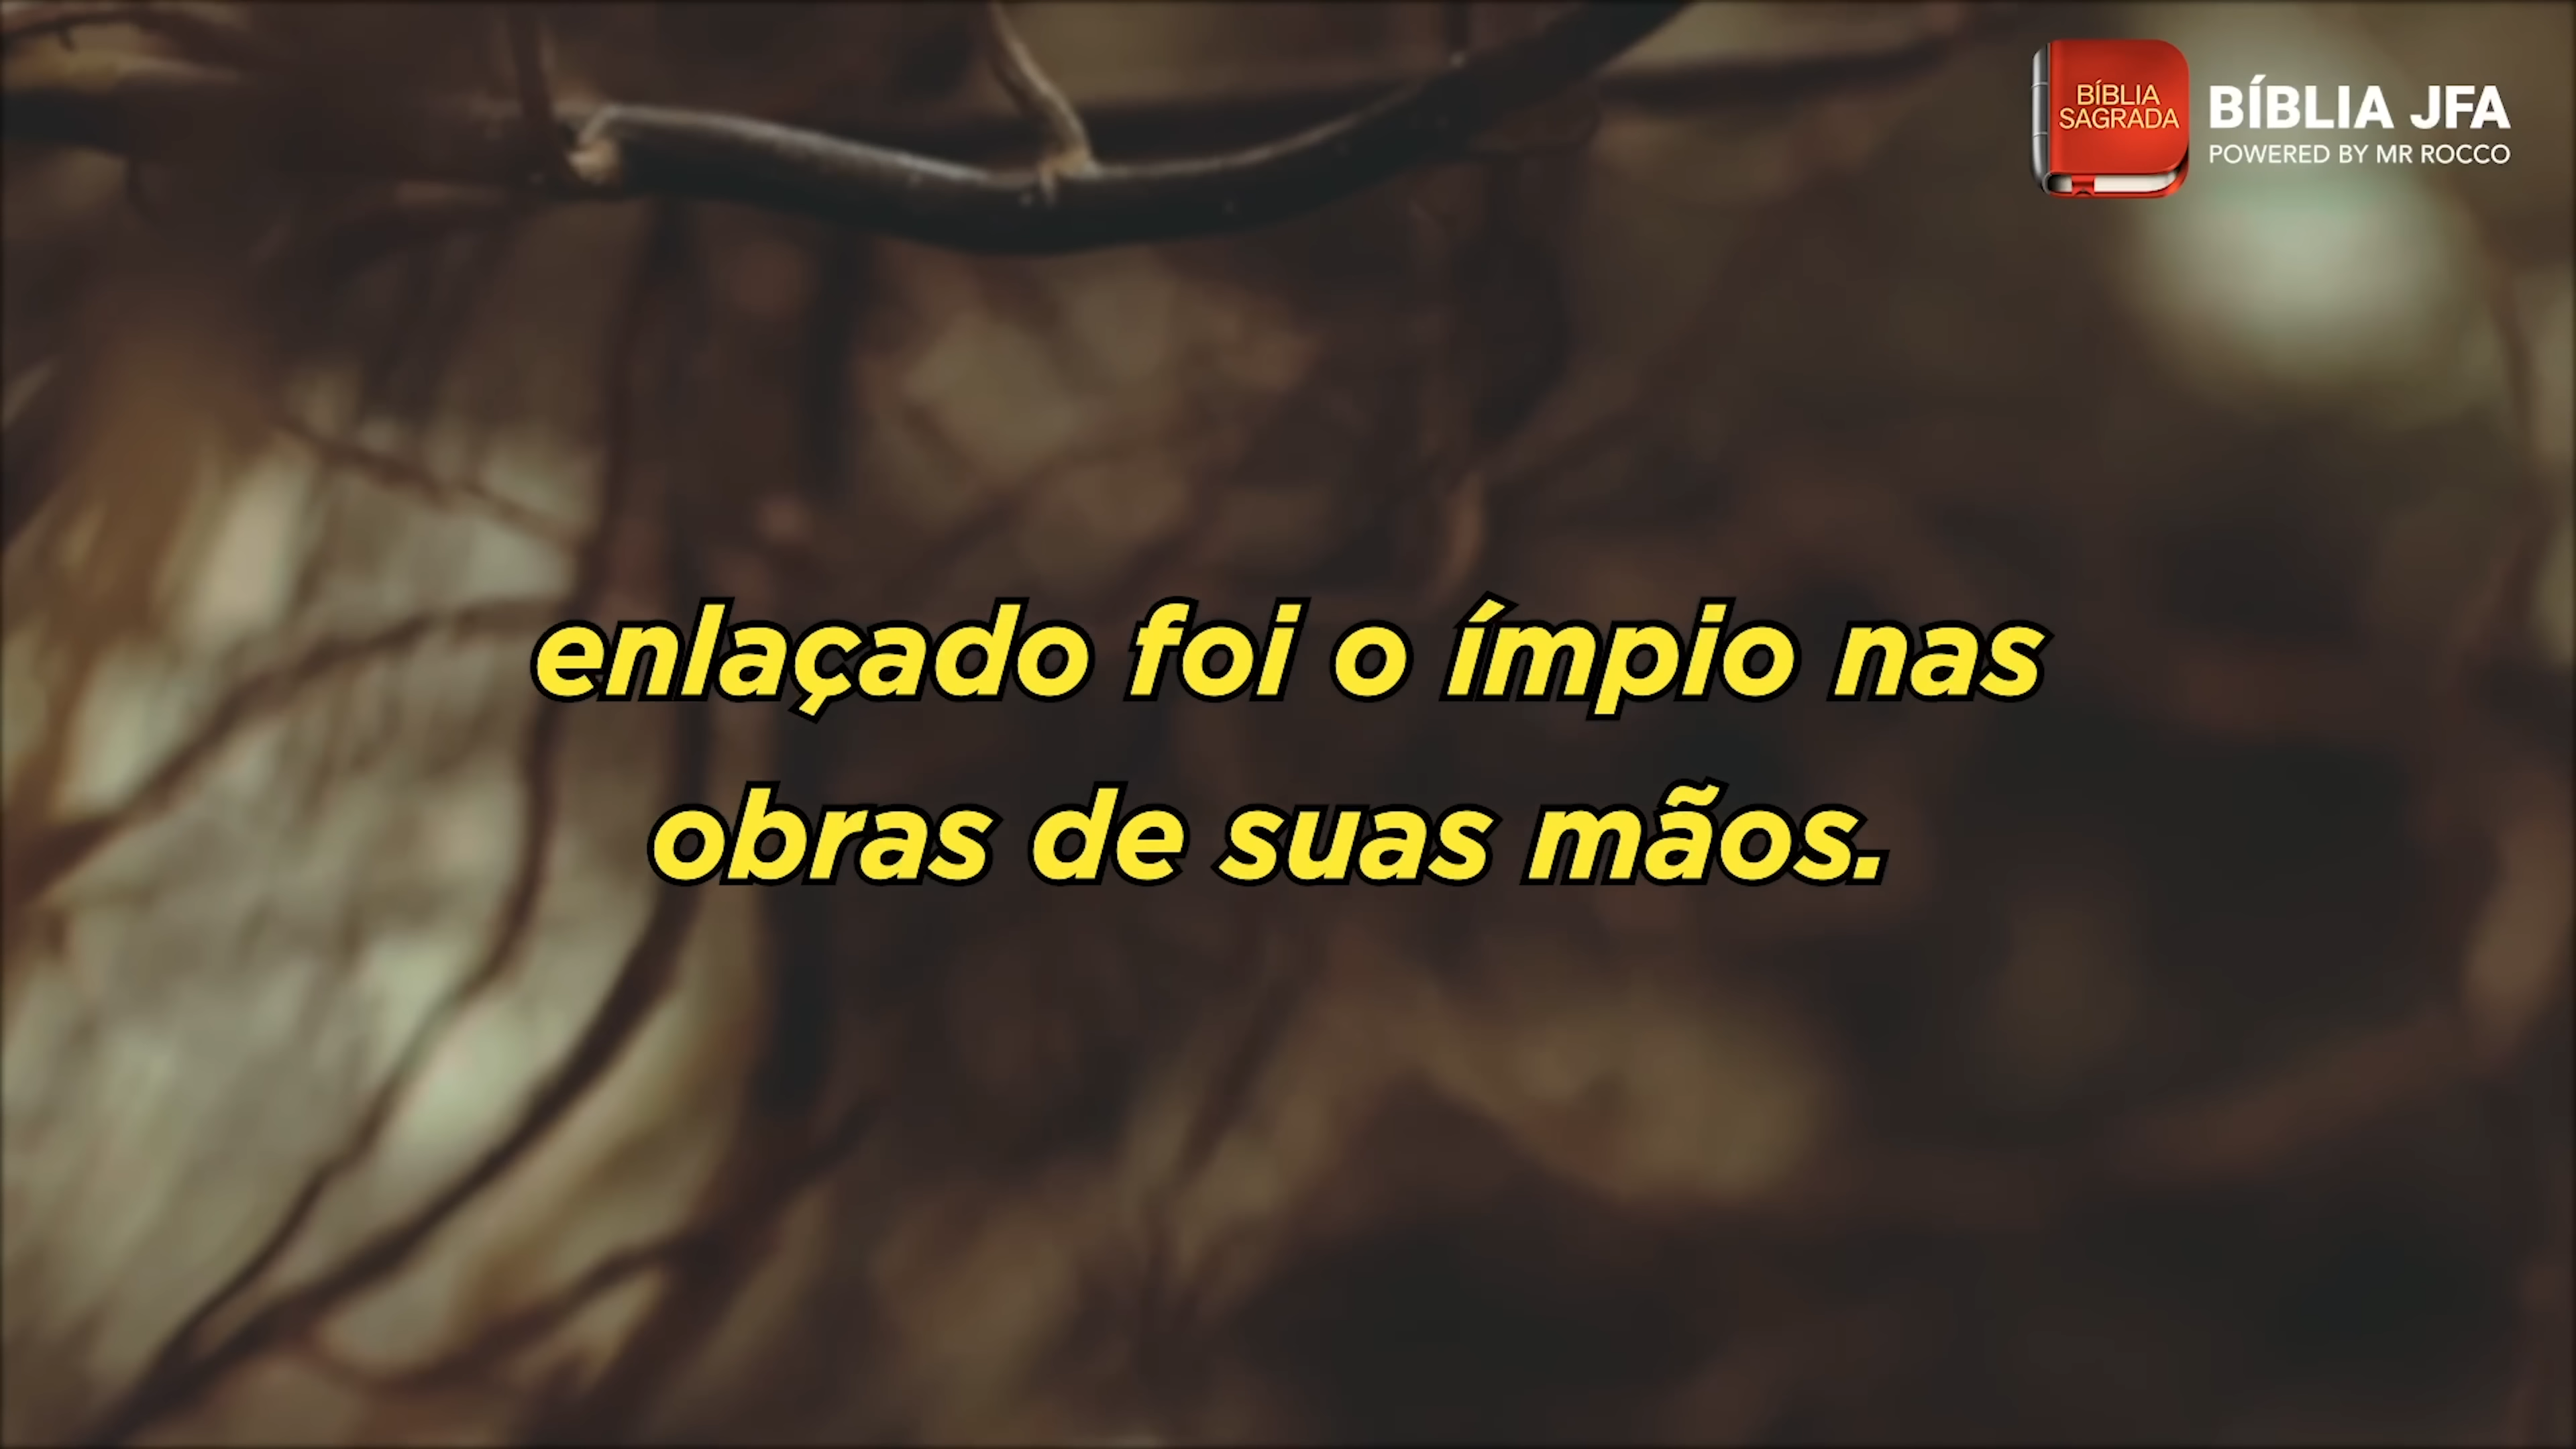 BÍBLIA
SAGRADA
BÍBLIA JFA
POWERED BY MR ROCCO
enlaçado foi o ímpio nas
obras de suas mãos.